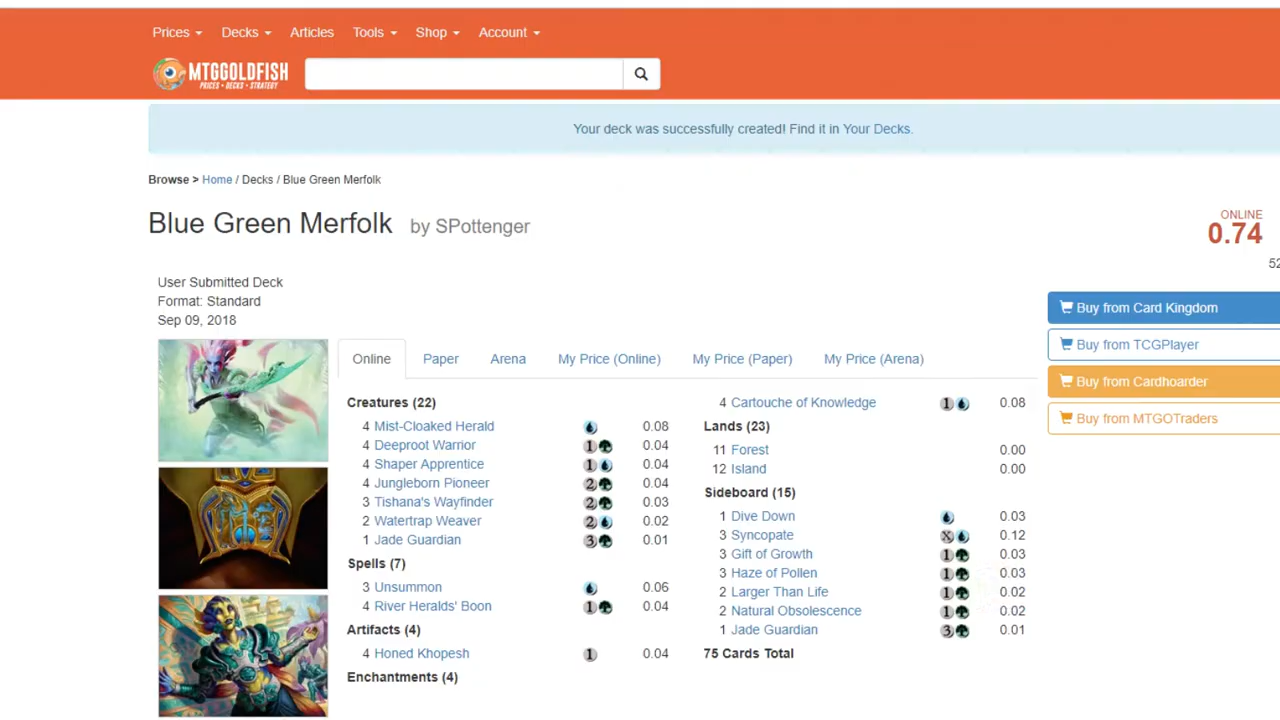 Prices Decks Articles Tools Shop Account
MTGGOLDFISH
PRICES • DECKS • STRATEGY
Your deck was successfully created! Find it in Your Decks.
Browse > Home / Decks / Blue Green Merfolk
Blue Green Merfolk by SPottenger
ONLINE
0.74
52
User Submitted Deck
Format: Standard
Sep 09, 2018
Buy from Card Kingdom
Buy from TCGPlayer
Buy from Cardhoarder
Buy from MTGOTraders
Online Paper Arena My Price (Online) My Price (Paper) My Price (Arena)
Creatures (22)
4 Mist-Cloaked Herald 0.08
4 Deeproot Warrior 1 0.04
4 Shaper Apprentice 1 0.04
4 Jungleborn Pioneer 2 0.04
3 Tishana's Wayfinder 2 0.03
2 Watertrap Weaver 2 0.02
1 Jade Guardian 3 0.01
Spells (7)
3 Unsummon 0.06
4 River Heralds' Boon 1 0.04
Artifacts (4)
4 Honed Khopesh 1 0.04
Enchantments (4)
4 Cartouche of Knowledge 1 0.08
Lands (23)
11 Forest 0.00
12 Island 0.00
Sideboard (15)
1 Dive Down 0.03
3 Syncopate X 0.12
3 Gift of Growth 1 0.03
3 Haze of Pollen 1 0.03
2 Larger Than Life 1 0.02
2 Natural Obsolescence 1 0.02
1 Jade Guardian 3 0.01
75 Cards Total